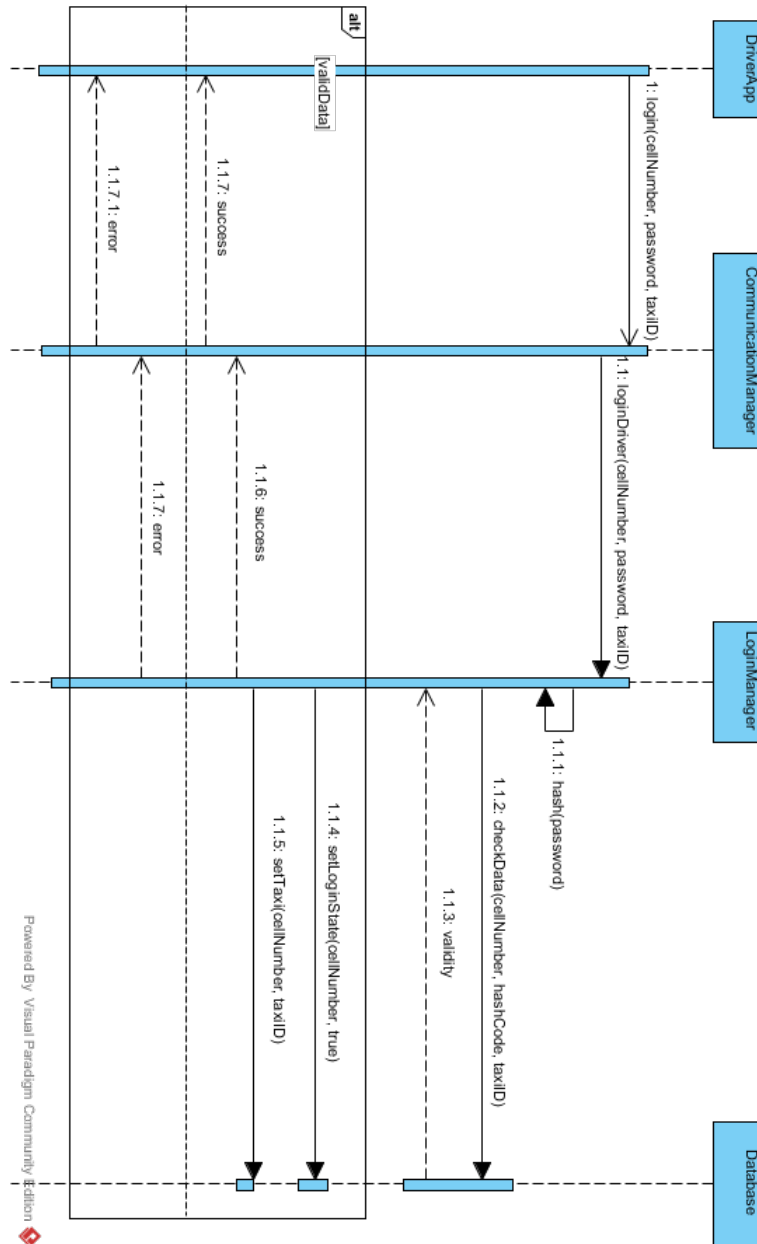 DriverApp
CommunicationManager
LoginManager
Database
1: login(cellNumber, password, taxiID)
1.1: loginDriver(cellNumber, password, taxiID)
1.1.1: hash(password)
1.1.2: checkData(cellNumber, hashCode, taxiID)
1.1.3: validity
alt
[validData]
1.1.4: setLoginState(cellNumber, true)
1.1.5: setTaxi(cellNumber, taxiID)
1.1.6: success
1.1.7: success
1.1.7: error
1.1.7.1: error
Powered By Visual Paradigm Community Edition